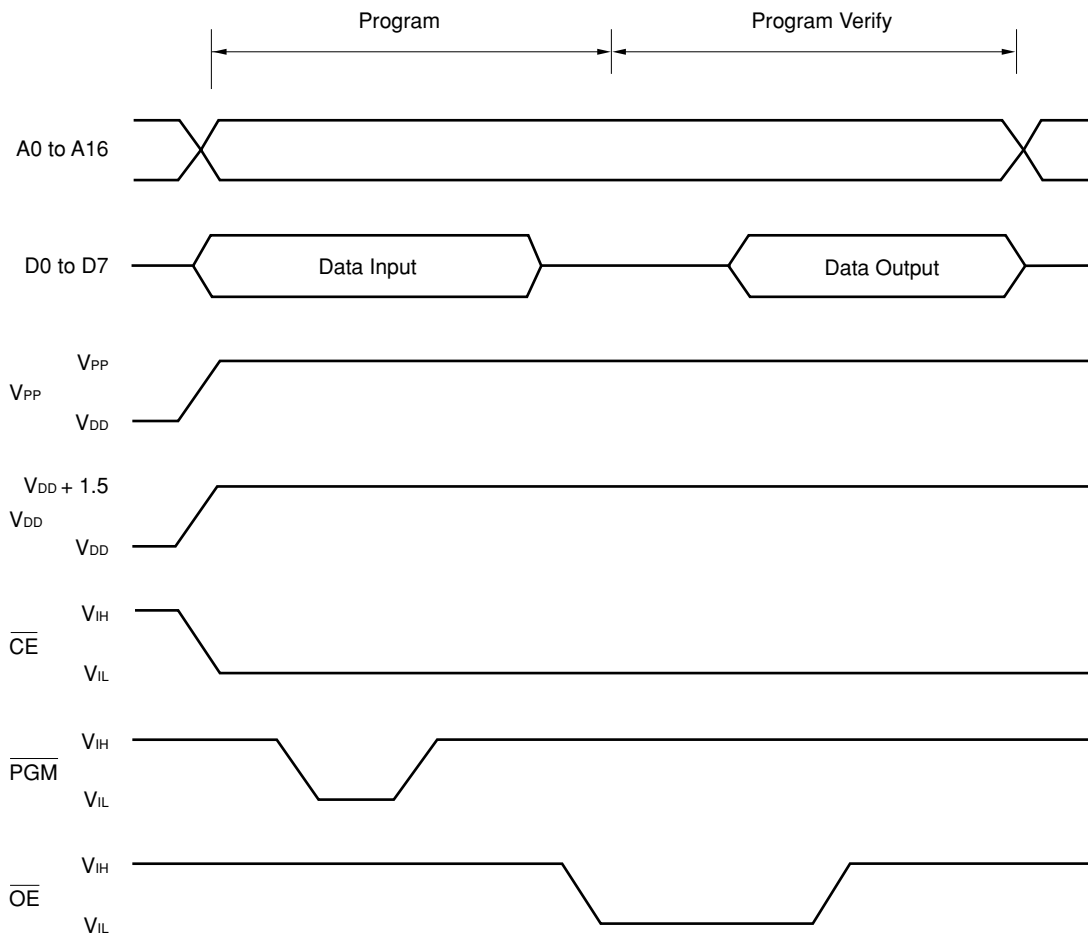 Program
Program Verify
A0 to A16
D0 to D7
Data Input
Data Output
VPP
VPP
VDD
VDD + 1.5
VDD
VDD
VIH
CE
VIL
VIH
PGM
VIL
VIH
OE
VIL